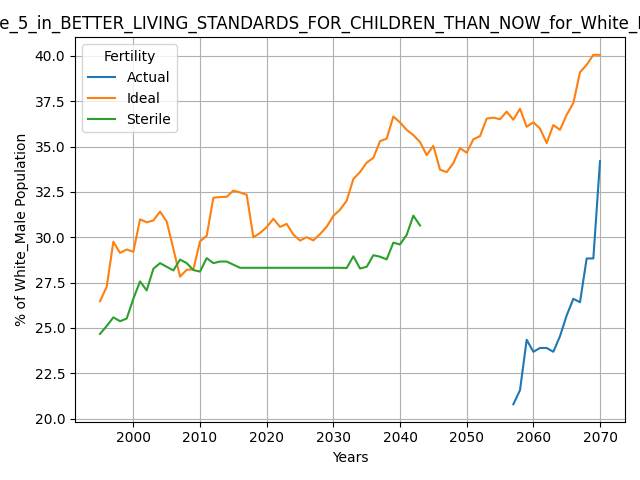 e_5_in_BETTER_LIVING_STANDARDS_FOR_CHILDREN_THAN_NOW_for_White_
Fertility
Actual
Ideal
Sterile
% of White_Male Population
40.0
37.5
35.0
32.5
30.0
27.5
25.0
22.5
20.0
2000
2010
2020
2030
2040
2050
2060
2070
Years